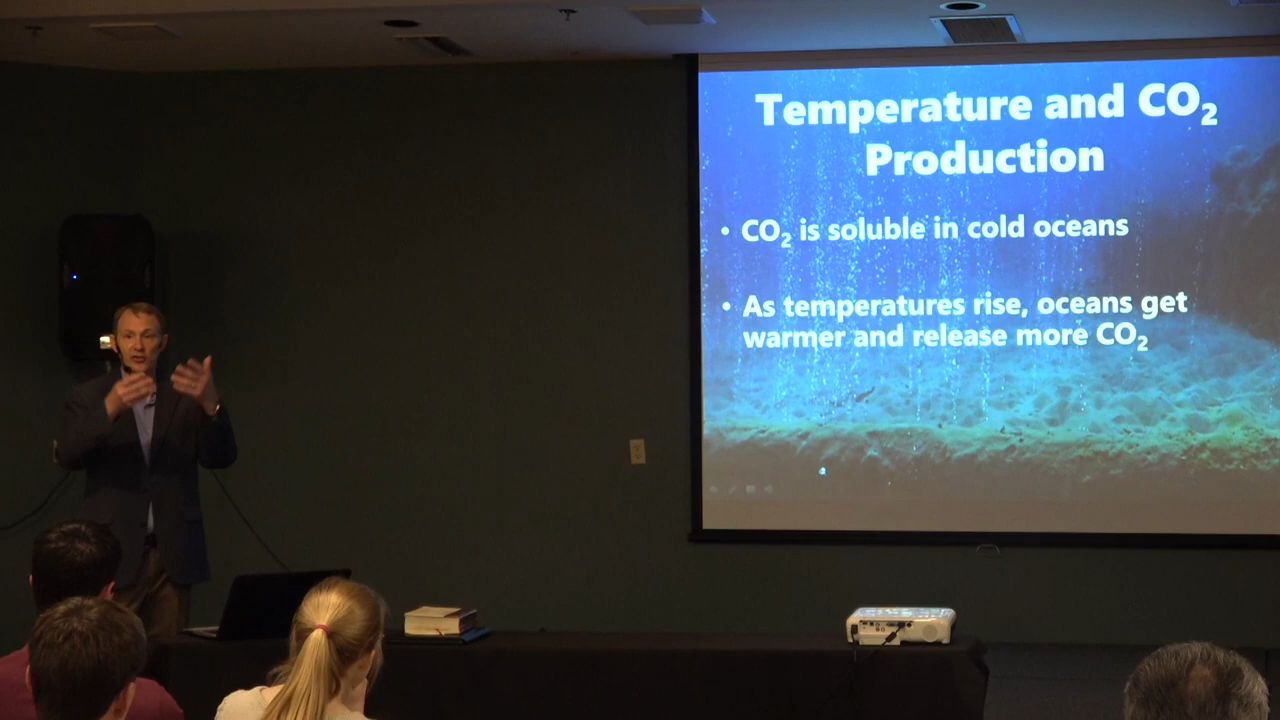 Temperature and CO₂
Production
• CO₂ is soluble in cold oceans
• As temperatures rise, oceans get
warmer and release more CO₂